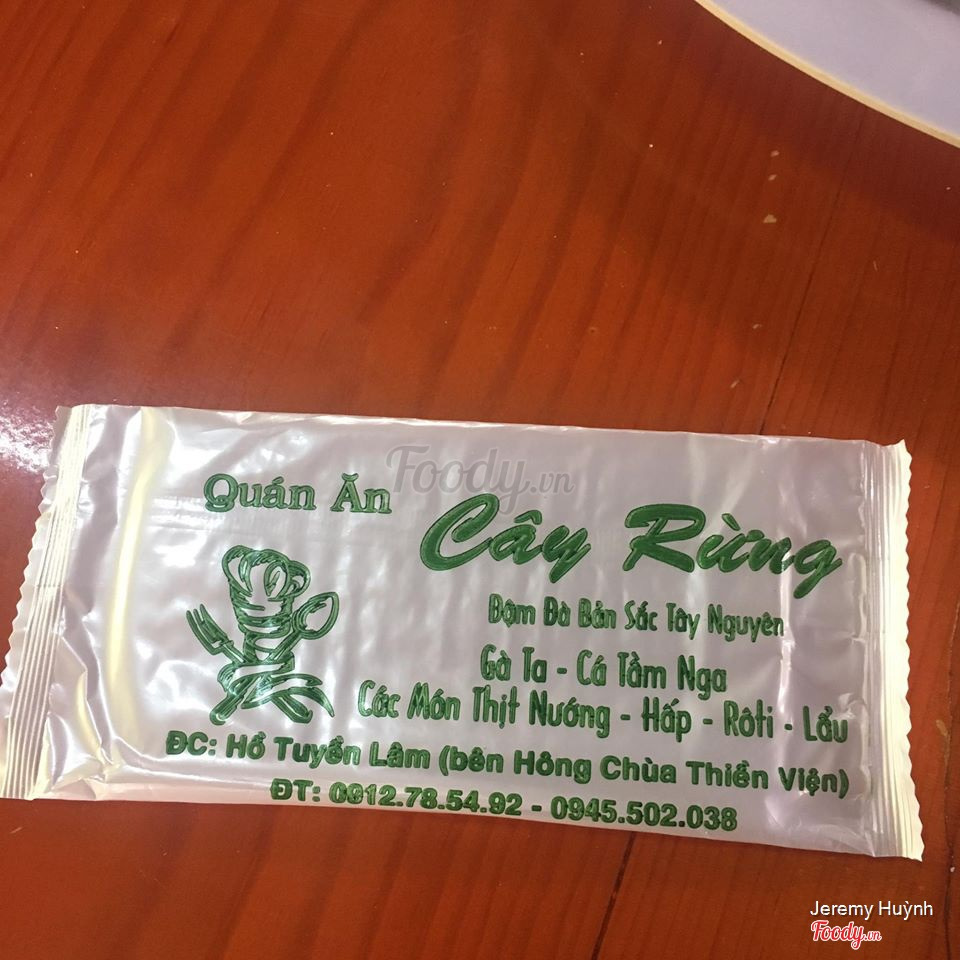 Foody.vn
Quán Ăn
Cây Rừng
Đậm Đà Bản Sắc Tây Nguyên
Gà Ta - Cá Tầm Nga
Các Món Thịt Nướng - Hấp - Rôti - Lẩu
ĐC: Hồ Tuyền Lâm (bên Hông Chùa Thiền Viện)
ĐT: 0912.78.54.92 - 0945.502.038
Jeremy Huỳnh
Foody.vn